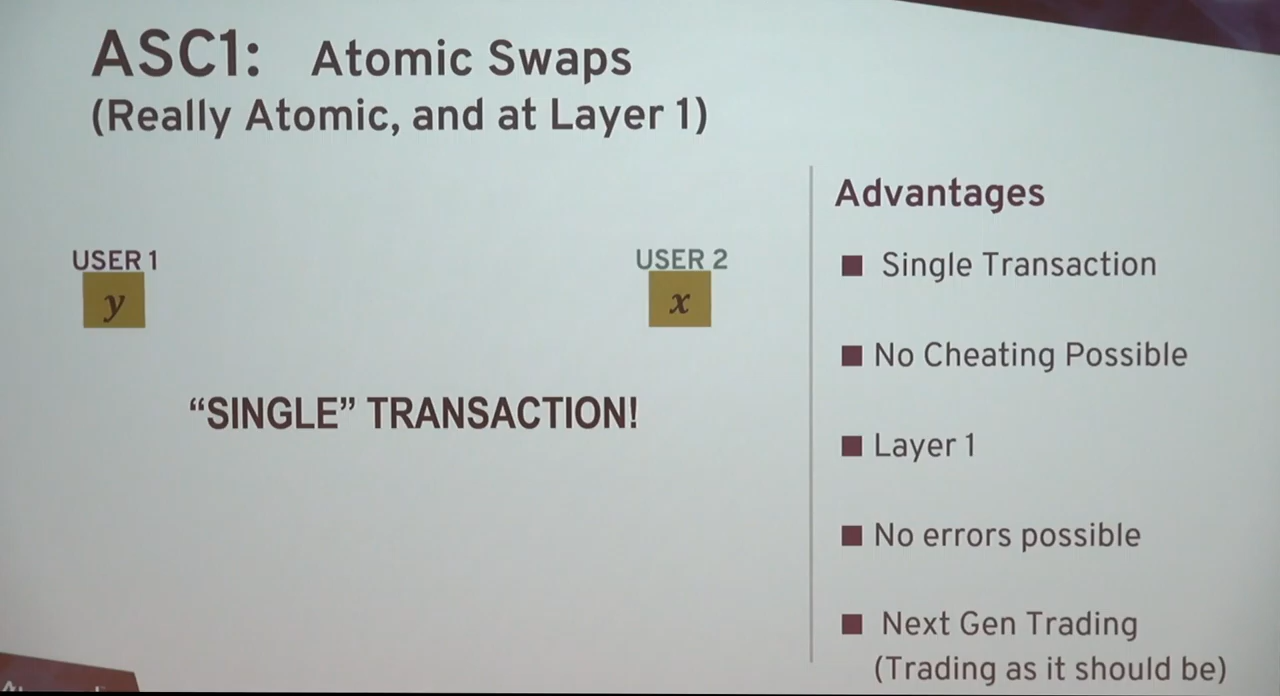 ASC1: Atomic Swaps
(Really Atomic, and at Layer 1)
USER 1
USER 2
y
x
“SINGLE” TRANSACTION!
Advantages
■ Single Transaction
■ No Cheating Possible
■ Layer 1
■ No errors possible
■ Next Gen Trading
(Trading as it should be)